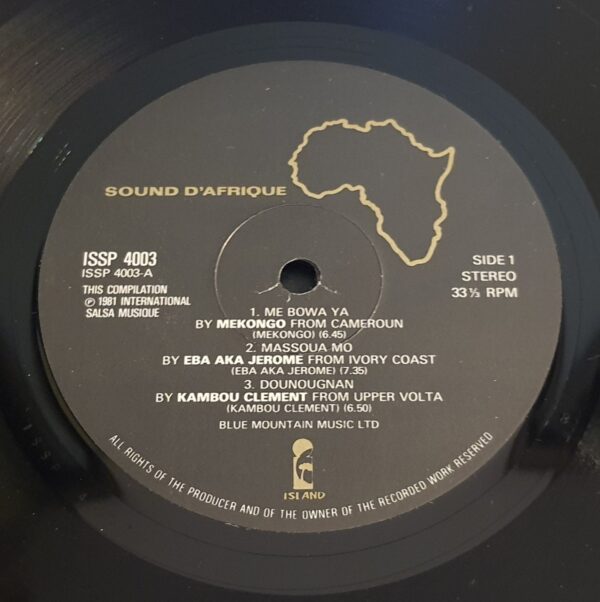 SOUND D'AFRIQUE
ISSP 4003
ISSP 4003-A
THIS COMPILATION
℗ 1981 INTERNATIONAL
SALSA MUSIQUE
SIDE 1
STEREO
33⅓ RPM
1. ME BOWA YA
BY MEKONGO FROM CAMEROUN
(MEKONGO) (6.45)
2. MASSOUA MO
BY EBA AKA JEROME FROM IVORY COAST
(EBA AKA JEROME) (7.35)
3. DOUNOUGNAN
BY KAMBOU CLEMENT FROM UPPER VOLTA
(KAMBOU CLEMENT) (6.50)
BLUE MOUNTAIN MUSIC LTD
ISLAND
ALL RIGHTS OF THE PRODUCER AND OF THE OWNER OF THE RECORDED WORK RESERVED